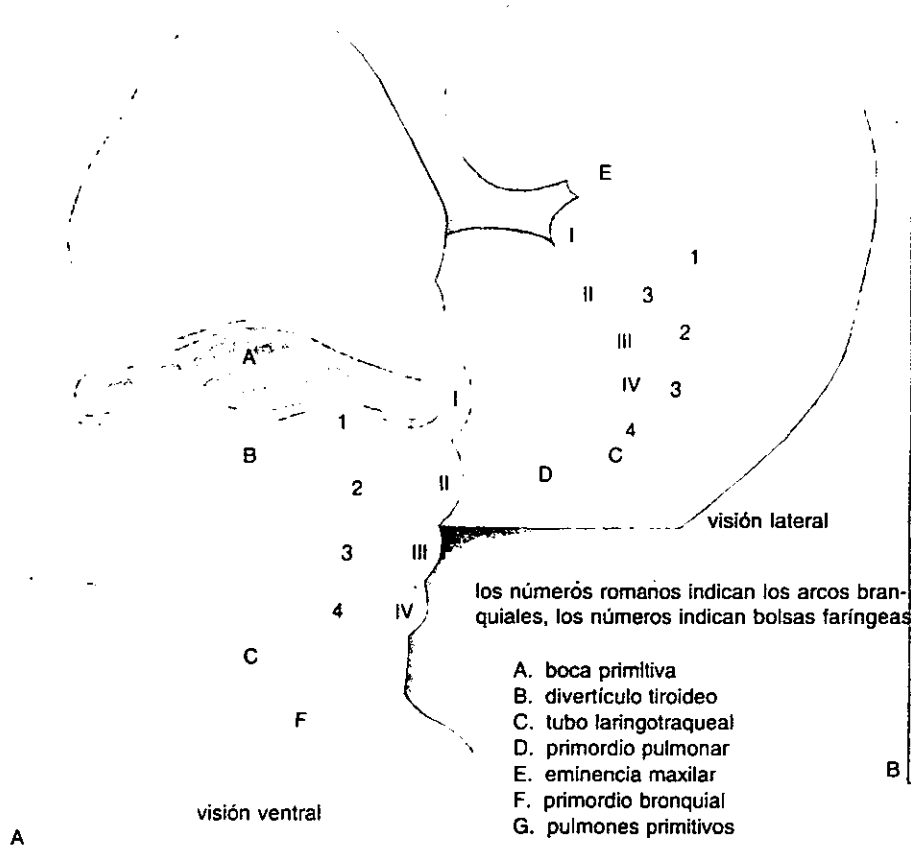 E
I
1
II
3
III
2
IV
3
4
C
D
visión lateral
A
I
1
B
2
II
3
III
4
IV
C
F
visión ventral
A
los números romanos indican los arcos bran-
quiales, los números indican bolsas faríngeas
A. boca primitiva
B. divertículo tiroideo
C. tubo laringotraqueal
D. primordio pulmonar
E. eminencia maxilar
F. primordio bronquial
G. pulmones primitivos
B